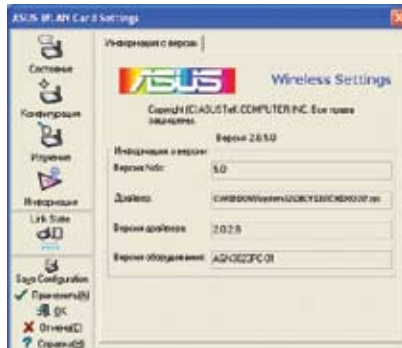 ASUS WLAN Card Settings
Состояние
Конфигурация
Изучение
Информация
Link State
Save Configuration
Применить(N)
OK
Отмена(C)
Справка(H)
Информация о версии
ASUS
Wireless Settings
Copyright (C) ASUSTeK COMPUTER INC. Все права
защищены.
Версия 2.8.5.0
Информация о версии
Версия Ndis: 5.0
Драйвер:
Версия драйвера: 2.0.2.8
Версия оборудования: